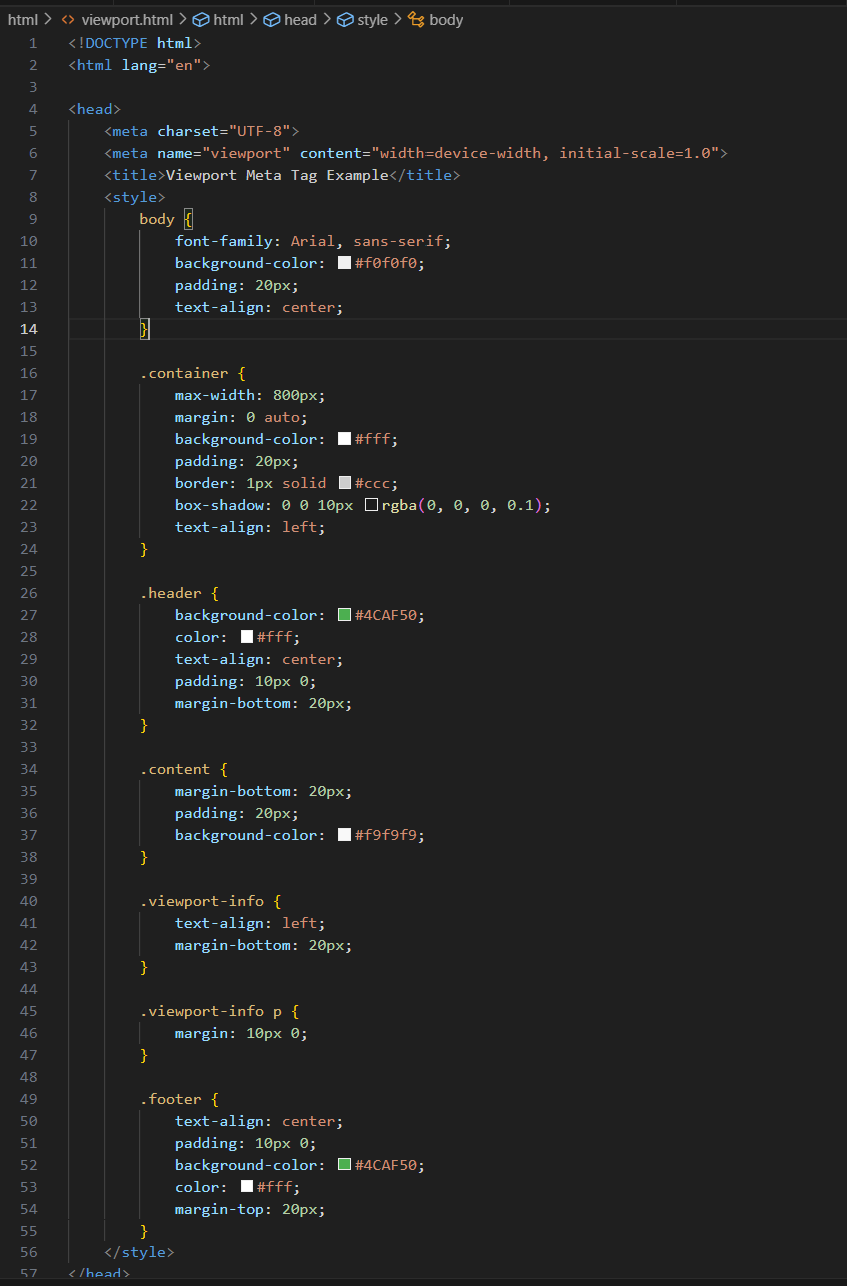 html > <> viewport.html > html > head > style > body
1 <!DOCTYPE html>
2 <html lang="en">
3
4 <head>
5     <meta charset="UTF-8">
6     <meta name="viewport" content="width=device-width, initial-scale=1.0">
7     <title>Viewport Meta Tag Example</title>
8     <style>
9         body {
10             font-family: Arial, sans-serif;
11             background-color: #f0f0f0;
12             padding: 20px;
13             text-align: center;
14         }
15
16         .container {
17             max-width: 800px;
18             margin: 0 auto;
19             background-color: #fff;
20             padding: 20px;
21             border: 1px solid #ccc;
22             box-shadow: 0 0 10px rgba(0, 0, 0, 0.1);
23             text-align: left;
24         }
25
26         .header {
27             background-color: #4CAF50;
28             color: #fff;
29             text-align: center;
30             padding: 10px 0;
31             margin-bottom: 20px;
32         }
33
34         .content {
35             margin-bottom: 20px;
36             padding: 20px;
37             background-color: #f9f9f9;
38         }
39
40         .viewport-info {
41             text-align: left;
42             margin-bottom: 20px;
43         }
44
45         .viewport-info p {
46             margin: 10px 0;
47         }
48
49         .footer {
50             text-align: center;
51             padding: 10px 0;
52             background-color: #4CAF50;
53             color: #fff;
54             margin-top: 20px;
55         }
56     </style>
57 </head>